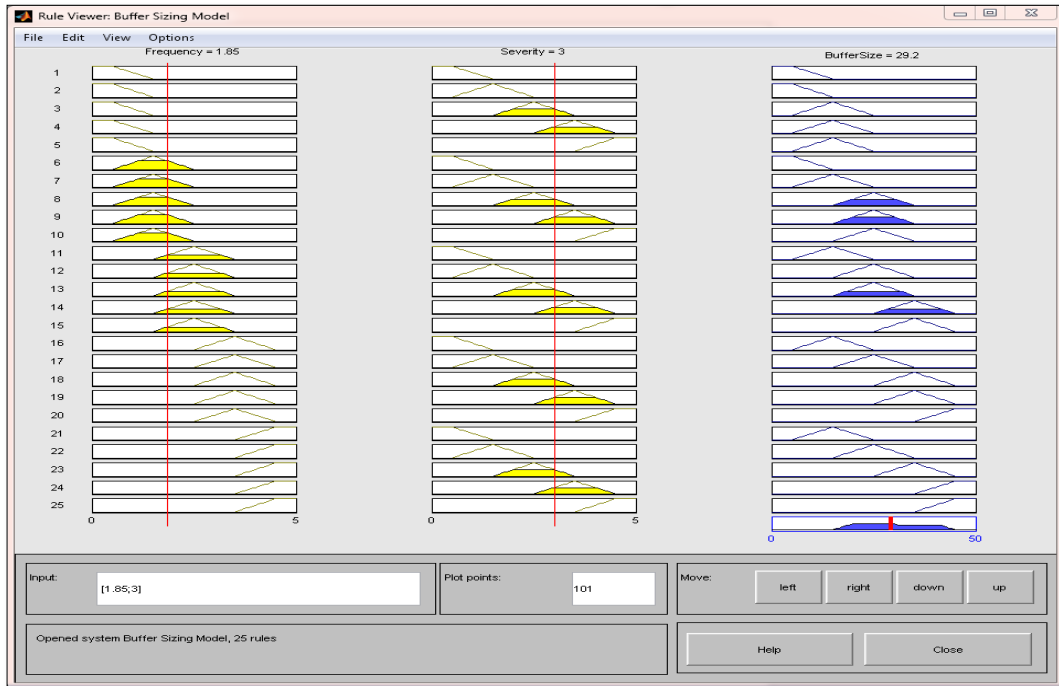 Rule Viewer: Buffer Sizing Model
File Edit View Options
Frequency = 1.85
Severity = 3
BufferSize = 29.2
1
2
3
4
5
6
7
8
9
10
11
12
13
14
15
16
17
18
19
20
21
22
23
24
25
0 5
0 5
0 50
Input:
[1.85;3]
Plot points:
101
Move:
left right down up
Opened system Buffer Sizing Model, 25 rules
Help Close